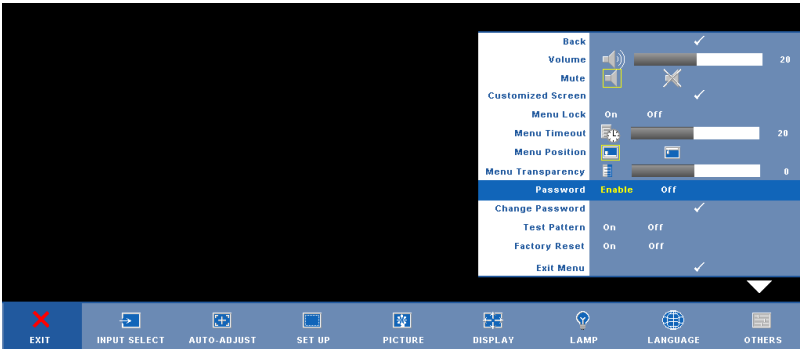 Back
Volume 20
Mute
Customized Screen
Menu Lock On Off
Menu Timeout 20
Menu Position
Menu Transparency 0
Password Enable Off
Change Password
Test Pattern On Off
Factory Reset On Off
Exit Menu
EXIT INPUT SELECT AUTO-ADJUST SET UP PICTURE DISPLAY LAMP LANGUAGE OTHERS